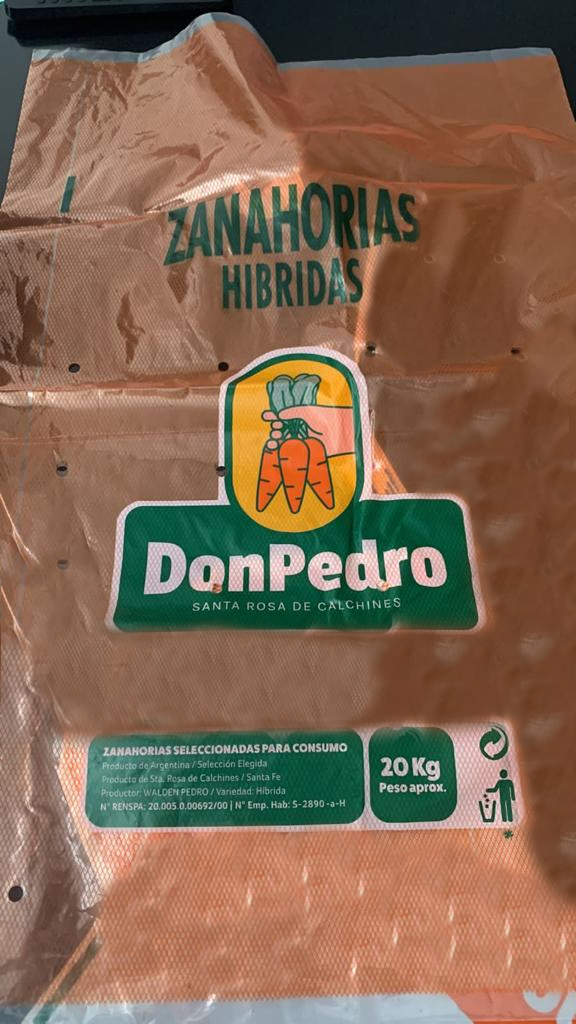 ZANAHORIAS
HIBRIDAS
DonPedro
SANTA ROSA DE CALCHINES
ZANAHORIAS SELECCIONADAS PARA CONSUMO
Producto de Argentina / Selección Elegida
Producto de Sta. Rosa de Calchines / Santa Fe
Productor: WALDEN PEDRO / Variedad: Híbrida
N° RENSPA: 20.005.0.00692/00 | N° Emp. Hab: S-2890-a-H
20 Kg
Peso aprox.